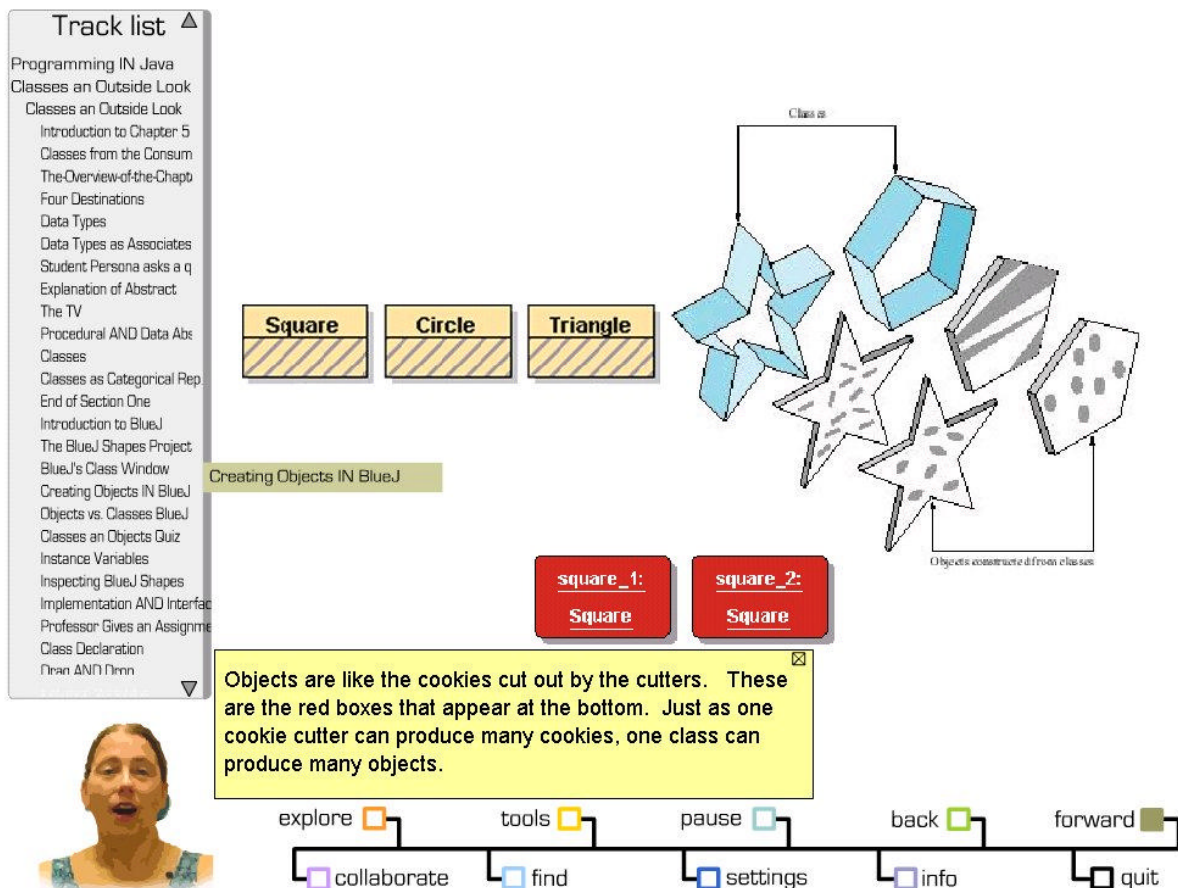 Track list
Programming IN Java
Classes an Outside Look
Classes an Outside Look
Introduction to Chapter 5
Classes from the Consum
The-Overview-of-the-Chapt
Four Destinations
Data Types
Data Types as Associates
Student Persona asks a q
Explanation of Abstract
The TV
Procedural AND Data Abs
Classes
Classes as Categorical Rep
End of Section One
Introduction to BlueJ
The BlueJ Shapes Project
BlueJ's Class Window
Creating Objects IN BlueJ
Objects vs. Classes BlueJ
Classes an Objects Quiz
Instance Variables
Inspecting BlueJ Shapes
Implementation AND Interfac
Professor Gives an Assignme
Class Declaration
Drag AND Drop
Creating Objects IN BlueJ
Classes
Square
Circle
Triangle
Objects constructed from classes
square_1:
Square
square_2:
Square
Objects are like the cookies cut out by the cutters. These
are the red boxes that appear at the bottom. Just as one
cookie cutter can produce many cookies, one class can
produce many objects.
explore
tools
pause
back
forward
collaborate
find
settings
info
quit